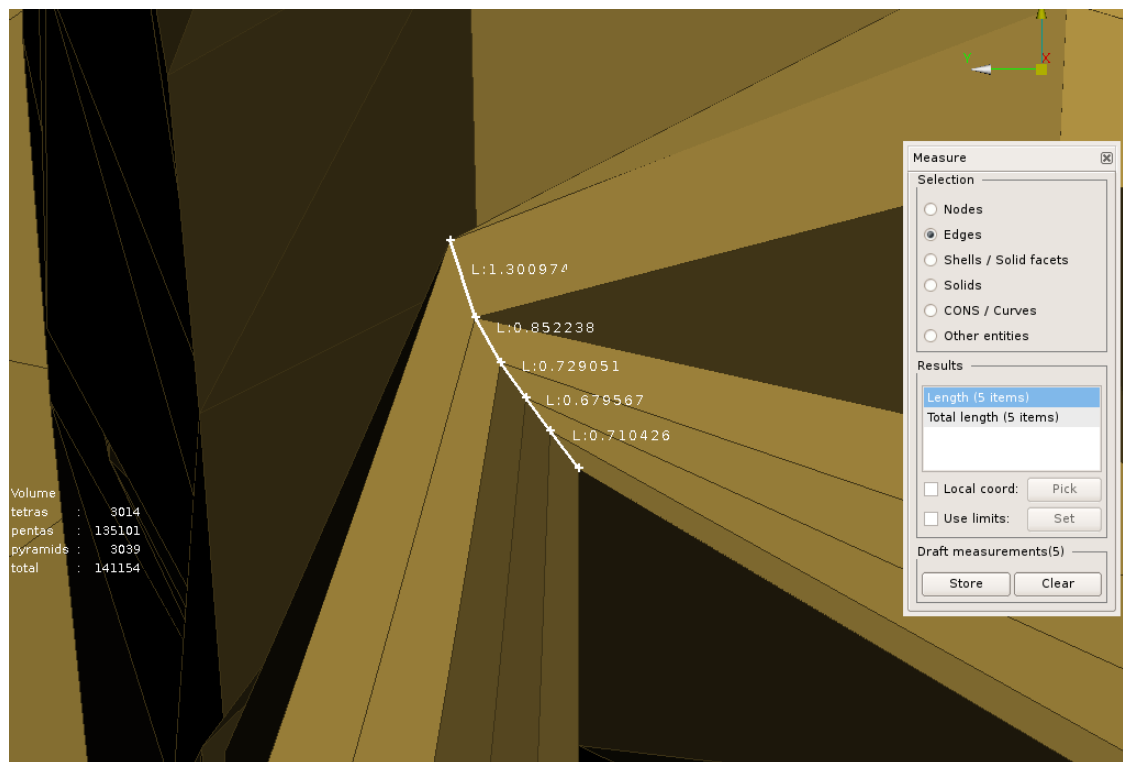 Y
X
Measure
Selection
Nodes
Edges
Shells / Solid facets
Solids
CONS / Curves
Other entities
Results
Length (5 items)
Total length (5 items)
Local coord: Pick
Use limits: Set
Draft measurements(5)
Store Clear
L:1.300974
L:0.852238
L:0.729051
L:0.679567
L:0.710426
Volume
tetras : 3014
pentas : 135101
pyramids : 3039
total : 141154